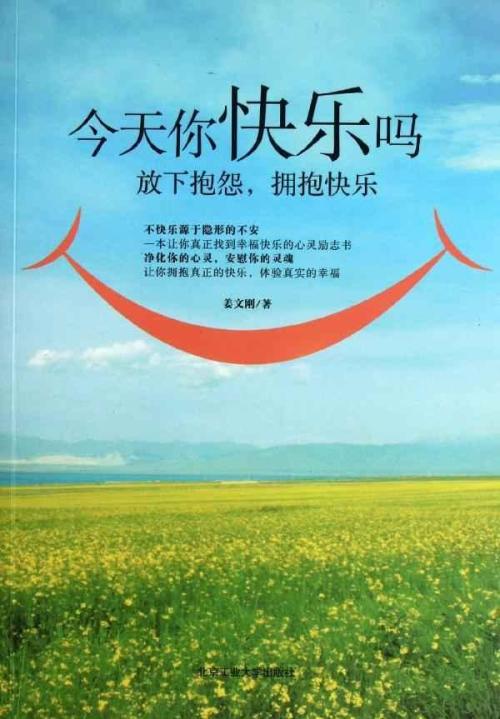 今天你快乐吗
放下抱怨，拥抱快乐
不快乐源于隐形的不安
一本让你真正找到幸福快乐的心灵励志书
净化你的心灵，安慰你的灵魂
让你拥抱真正的快乐，体验真实的幸福
姜文刚/著
北京工业大学出版社